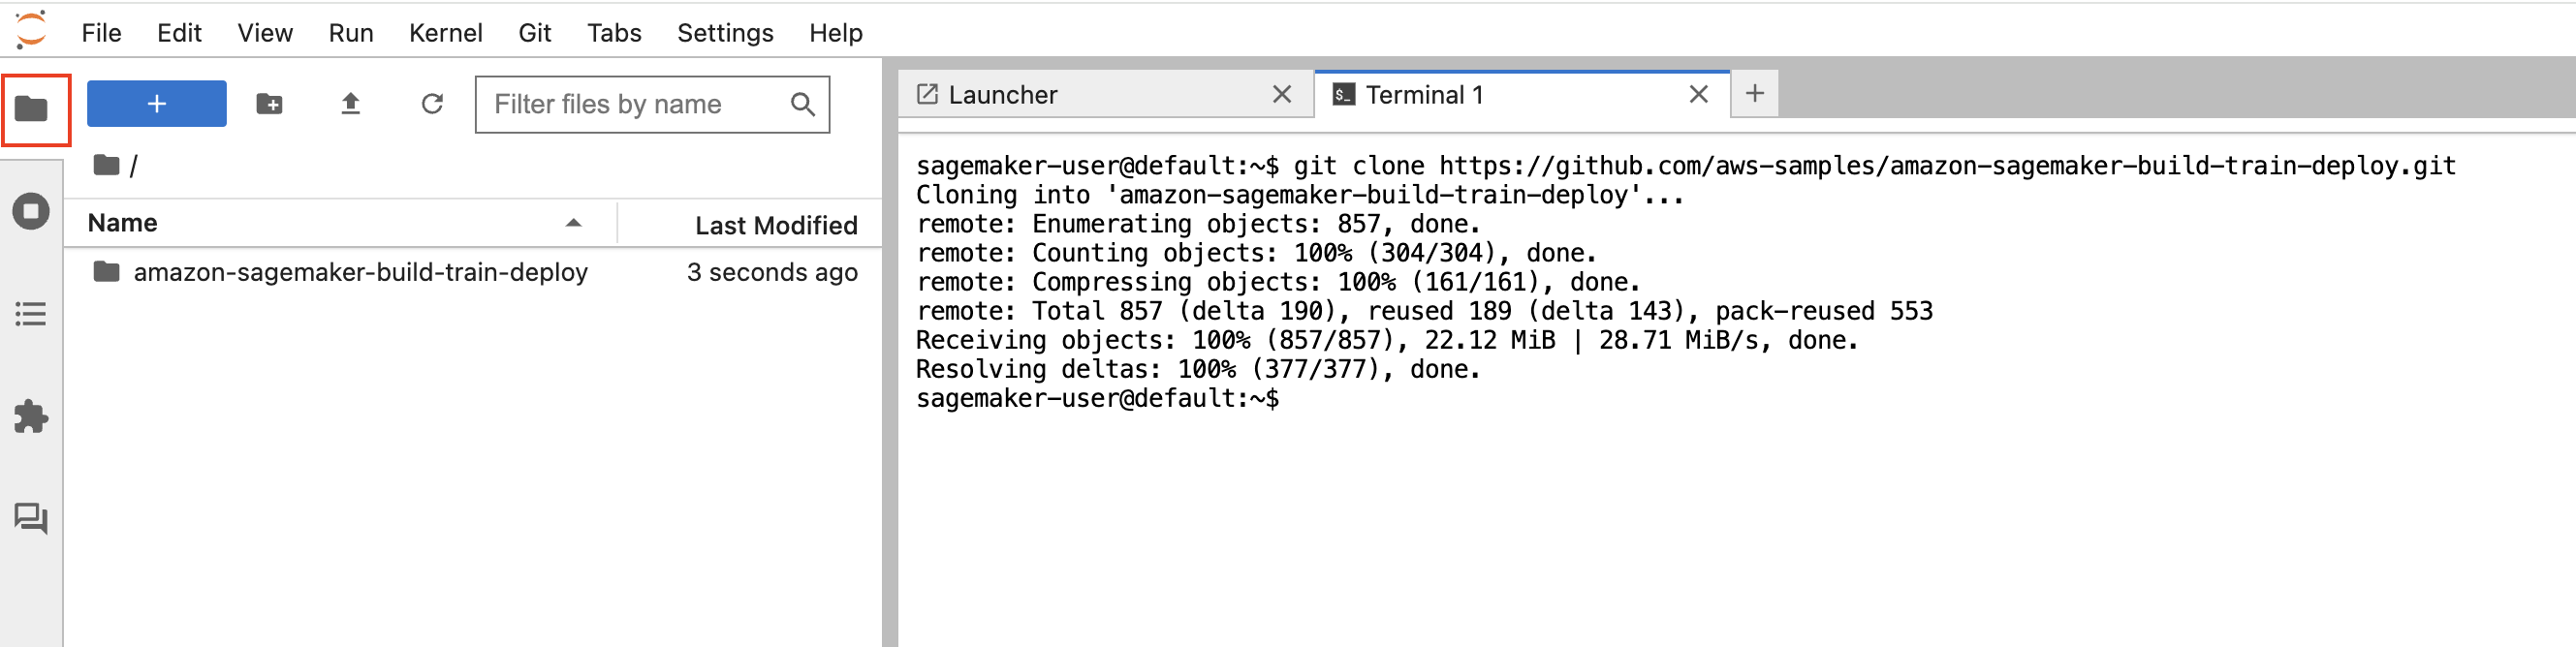 File Edit View Run Kernel Git Tabs Settings Help
Filter files by name
/
Name Last Modified
amazon-sagemaker-build-train-deploy 3 seconds ago
Launcher Terminal 1
sagemaker-user@default:~$ git clone https://github.com/aws-samples/amazon-sagemaker-build-train-deploy.git
Cloning into 'amazon-sagemaker-build-train-deploy'...
remote: Enumerating objects: 857, done.
remote: Counting objects: 100% (304/304), done.
remote: Compressing objects: 100% (161/161), done.
remote: Total 857 (delta 190), reused 189 (delta 143), pack-reused 553
Receiving objects: 100% (857/857), 22.12 MiB | 28.71 MiB/s, done.
Resolving deltas: 100% (377/377), done.
sagemaker-user@default:~$